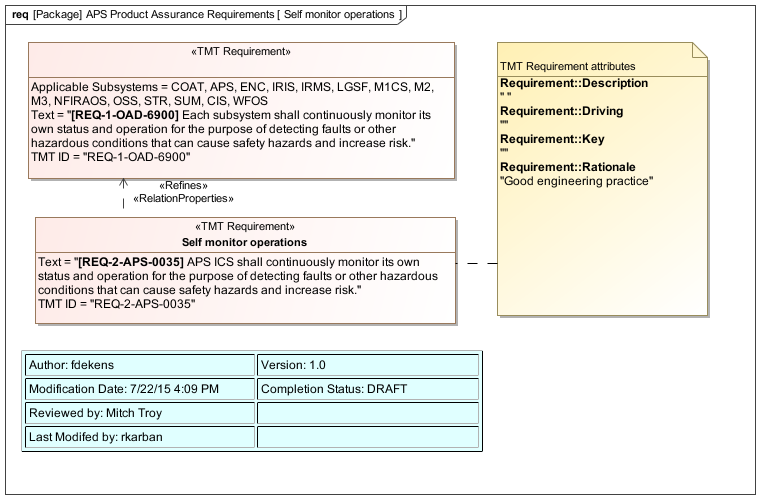 req [Package] APS Product Assurance Requirements [ Self monitor operations ]
«TMT Requirement»
Applicable Subsystems = COAT, APS, ENC, IRIS, IRMS, LGSF, M1CS, M2,
M3, NFIRAOS, OSS, STR, SUM, CIS, WFOS
Text = "[REQ-1-OAD-6900] Each subsystem shall continuously monitor its
own status and operation for the purpose of detecting faults or other
hazardous conditions that can cause safety hazards and increase risk."
TMT ID = "REQ-1-OAD-6900"
«Refines»
«RelationProperties»
«TMT Requirement»
Self monitor operations
Text = "[REQ-2-APS-0035] APS ICS shall continuously monitor its own
status and operation for the purpose of detecting faults or other hazardous
conditions that can cause safety hazards and increase risk."
TMT ID = "REQ-2-APS-0035"
TMT Requirement attributes
Requirement::Description
" "
Requirement::Driving
""
Requirement::Key
""
Requirement::Rationale
"Good engineering practice"
Author: fdekens
Version: 1.0
Modification Date: 7/22/15 4:09 PM
Completion Status: DRAFT
Reviewed by: Mitch Troy
Last Modifed by: rkarban